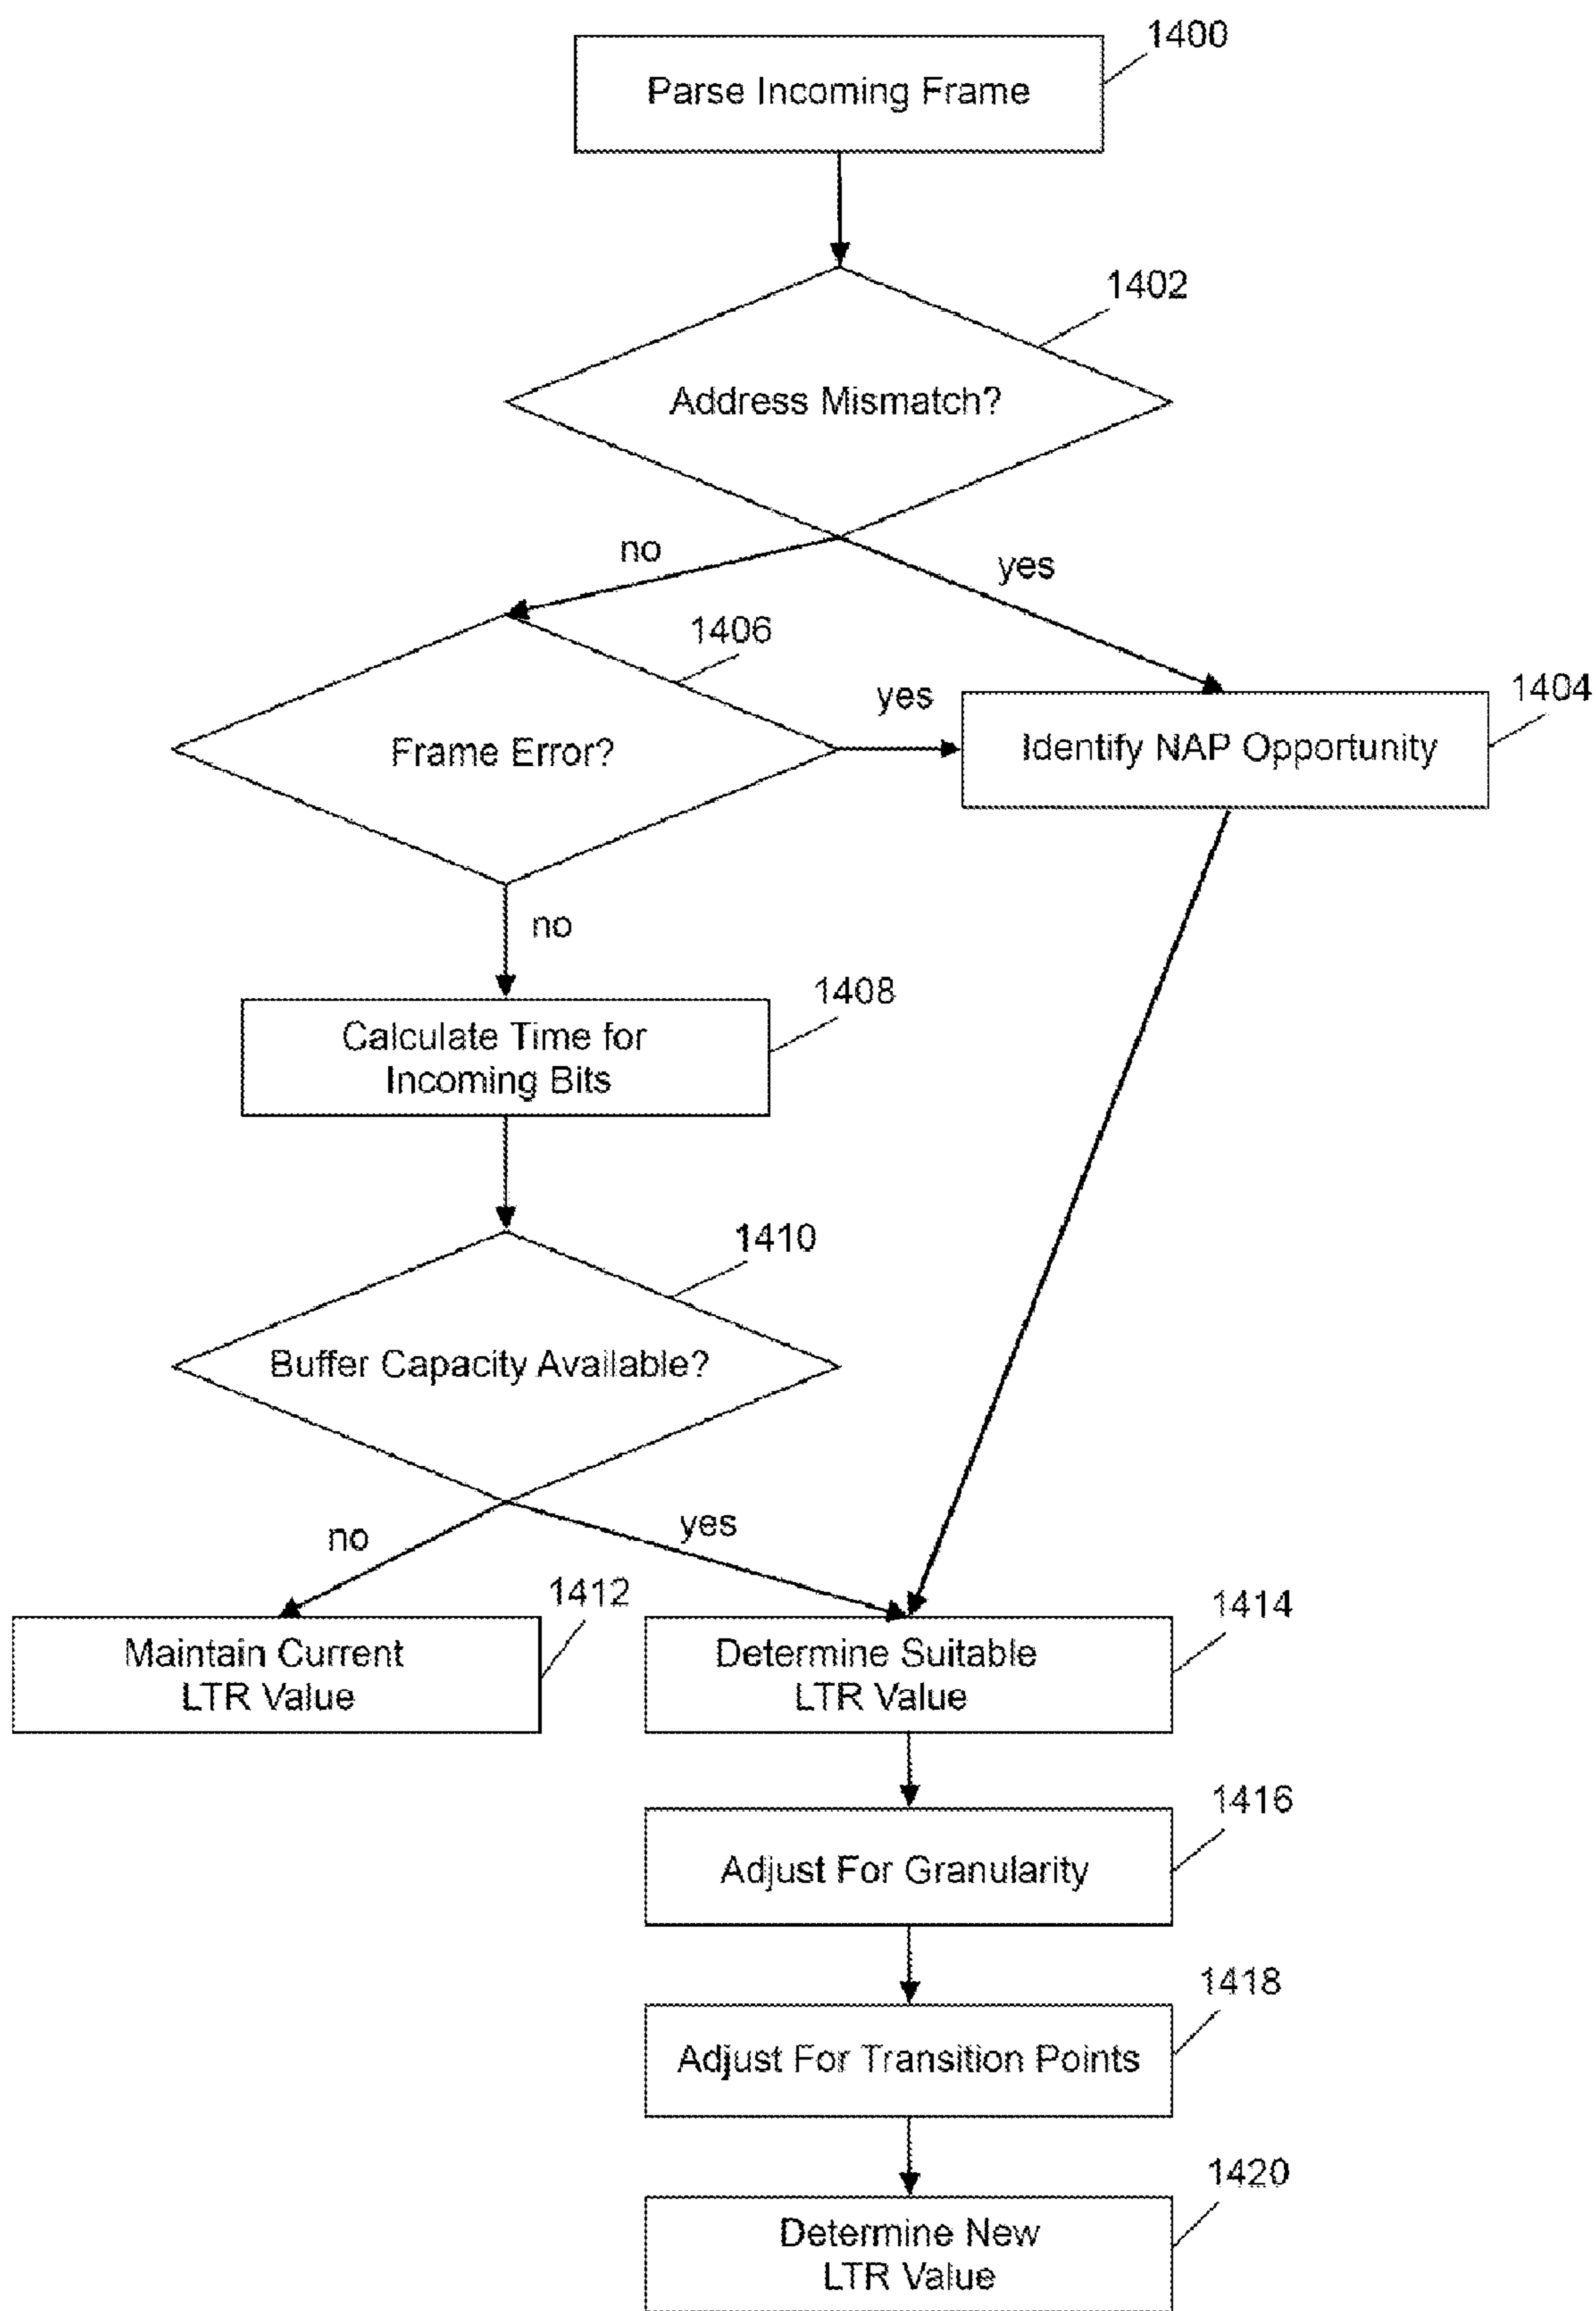 1400
Parse Incoming Frame
1402
Address Mismatch?
no
yes
1406
yes
1404
Frame Error?
Identify NAP Opportunity
no
1408
Calculate Time for
Incoming Bits
1410
Buffer Capacity Available?
no
yes
1412
1414
Maintain Current
LTR Value
Determine Suitable
LTR Value
1416
Adjust For Granularity
1418
Adjust For Transition Points
1420
Determine New
LTR Value